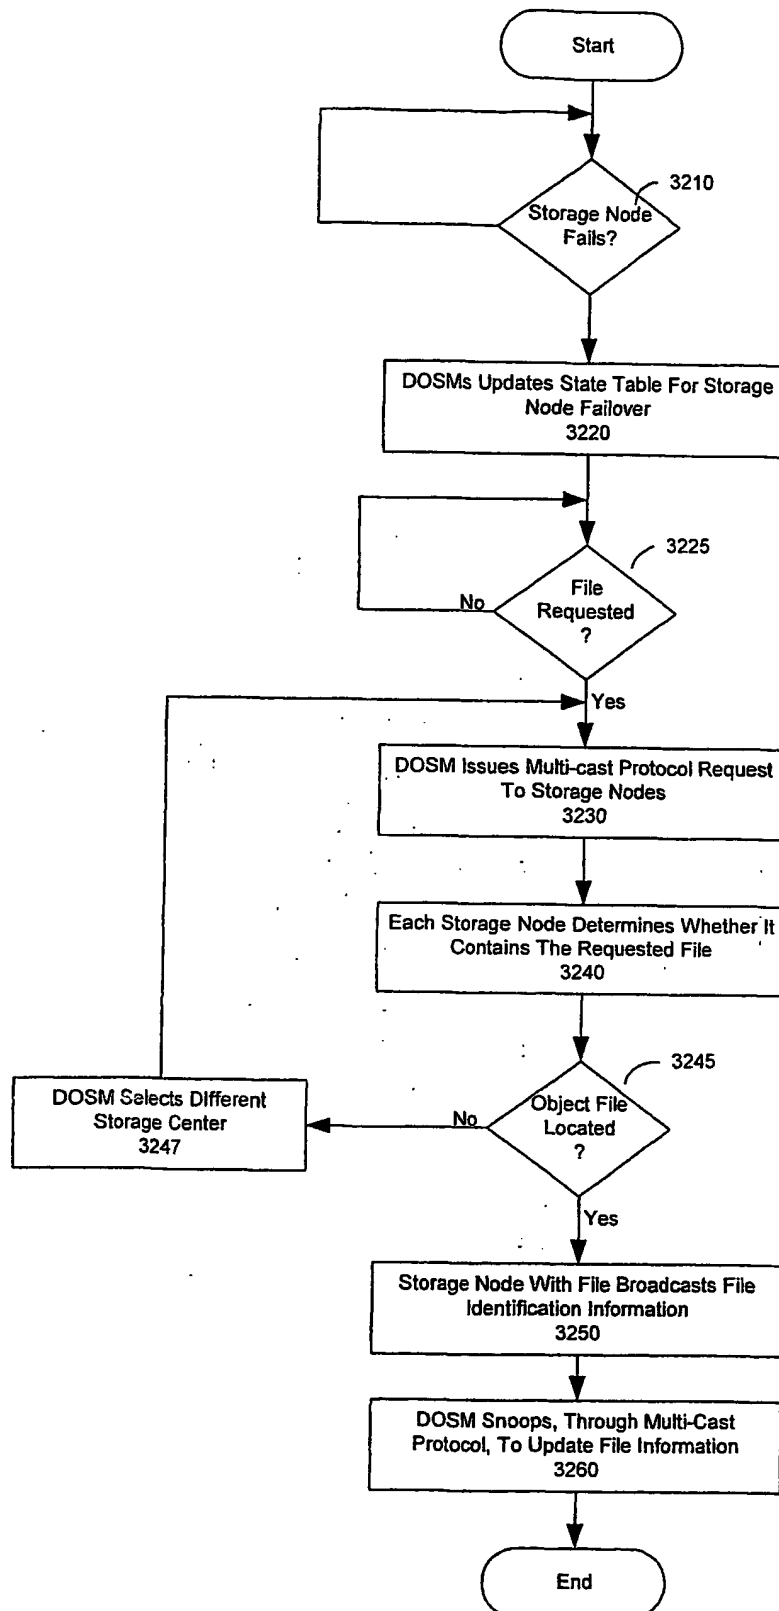 Start
3210
Storage Node
Fails?
DOSMs Updates State Table For Storage
Node Failover
3220
3225
File
Requested
?
No
Yes
DOSM Issues Multi-cast Protocol Request
To Storage Nodes
3230
Each Storage Node Determines Whether It
Contains The Requested File
3240
3245
Object File
Located
?
No
DOSM Selects Different
Storage Center
3247
Yes
Storage Node With File Broadcasts File
Identification Information
3250
DOSM Snoops, Through Multi-Cast
Protocol, To Update File Information
3260
End